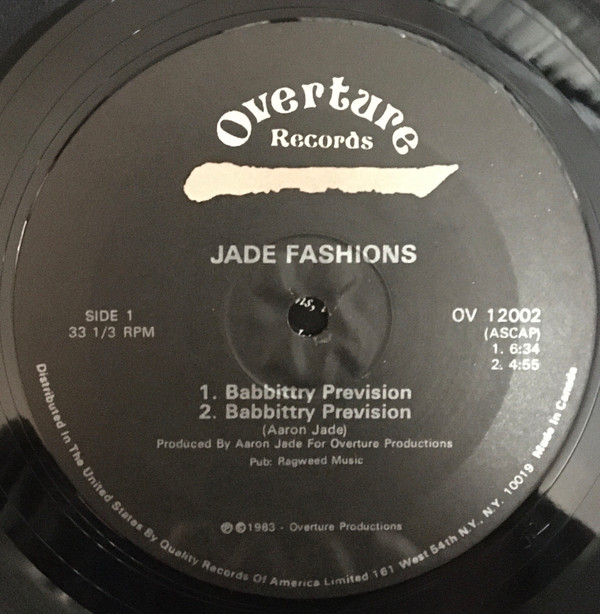 Overture
Records
JADE FASHIONS
SIDE 1
33 1/3 RPM
OV 12002
(ASCAP)
1. 6:34
2. 4:55
1. Babbittry Prevision
2. Babbittry Prevision
(Aaron Jade)
Produced By Aaron Jade For Overture Productions
Pub: Ragweed Music
℗©1983 - Overture Productions
Distributed In The United States By Quality Records Of America Limited 161 West 54th N.Y., N.Y. 10019 Made in Canada